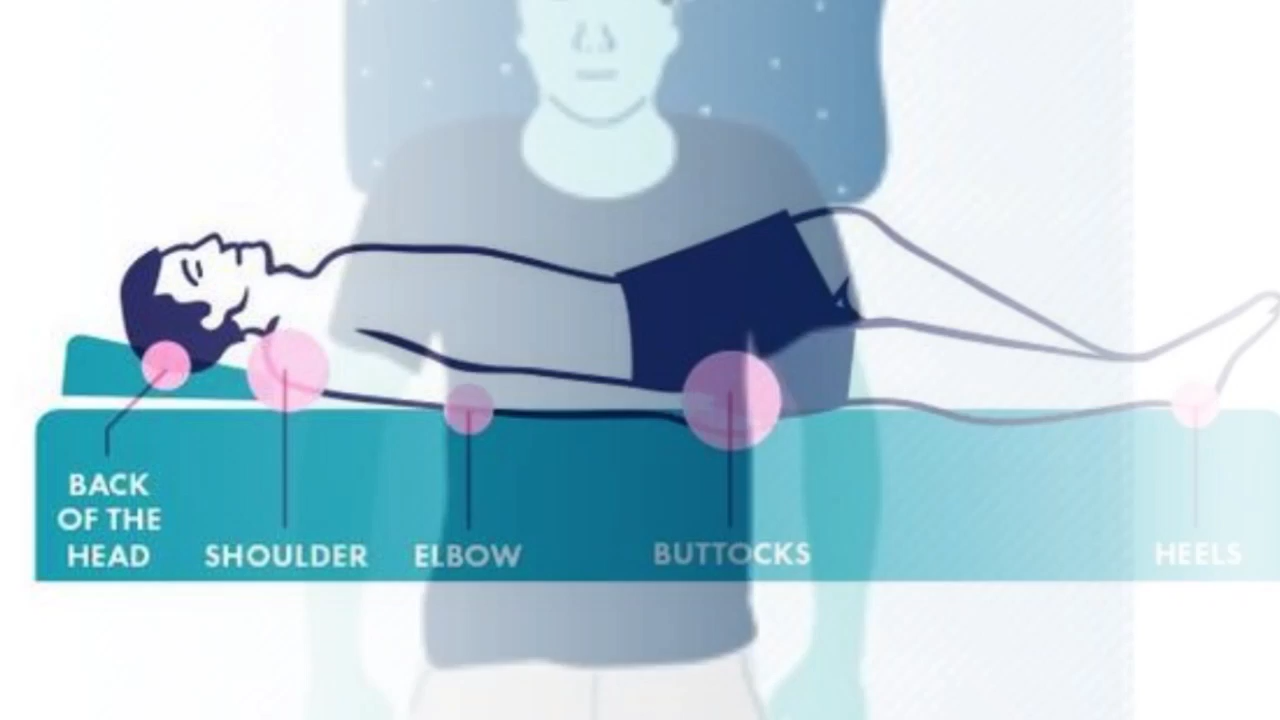 BACK
OF THE
HEAD
SHOULDER
ELBOW
BUTTOCKS
HEELS